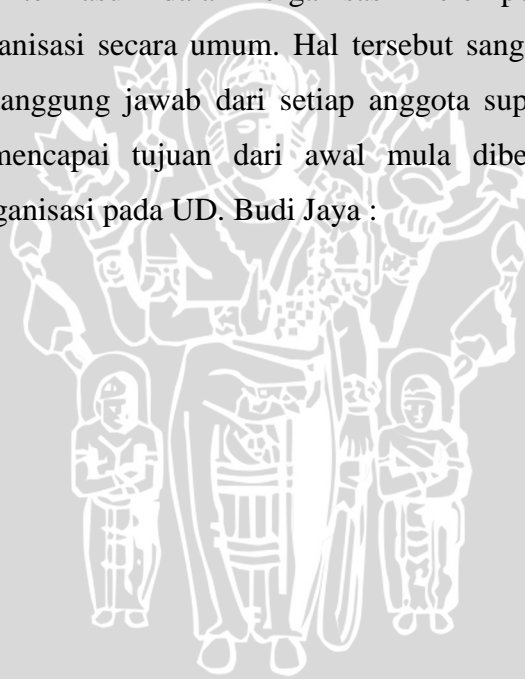 anisasi secara umum. Hal tersebut sang
anggung jawab dari setiap anggota sup
mencapai tujuan dari awal mula dibe
ganisasi pada UD. Budi Jaya :